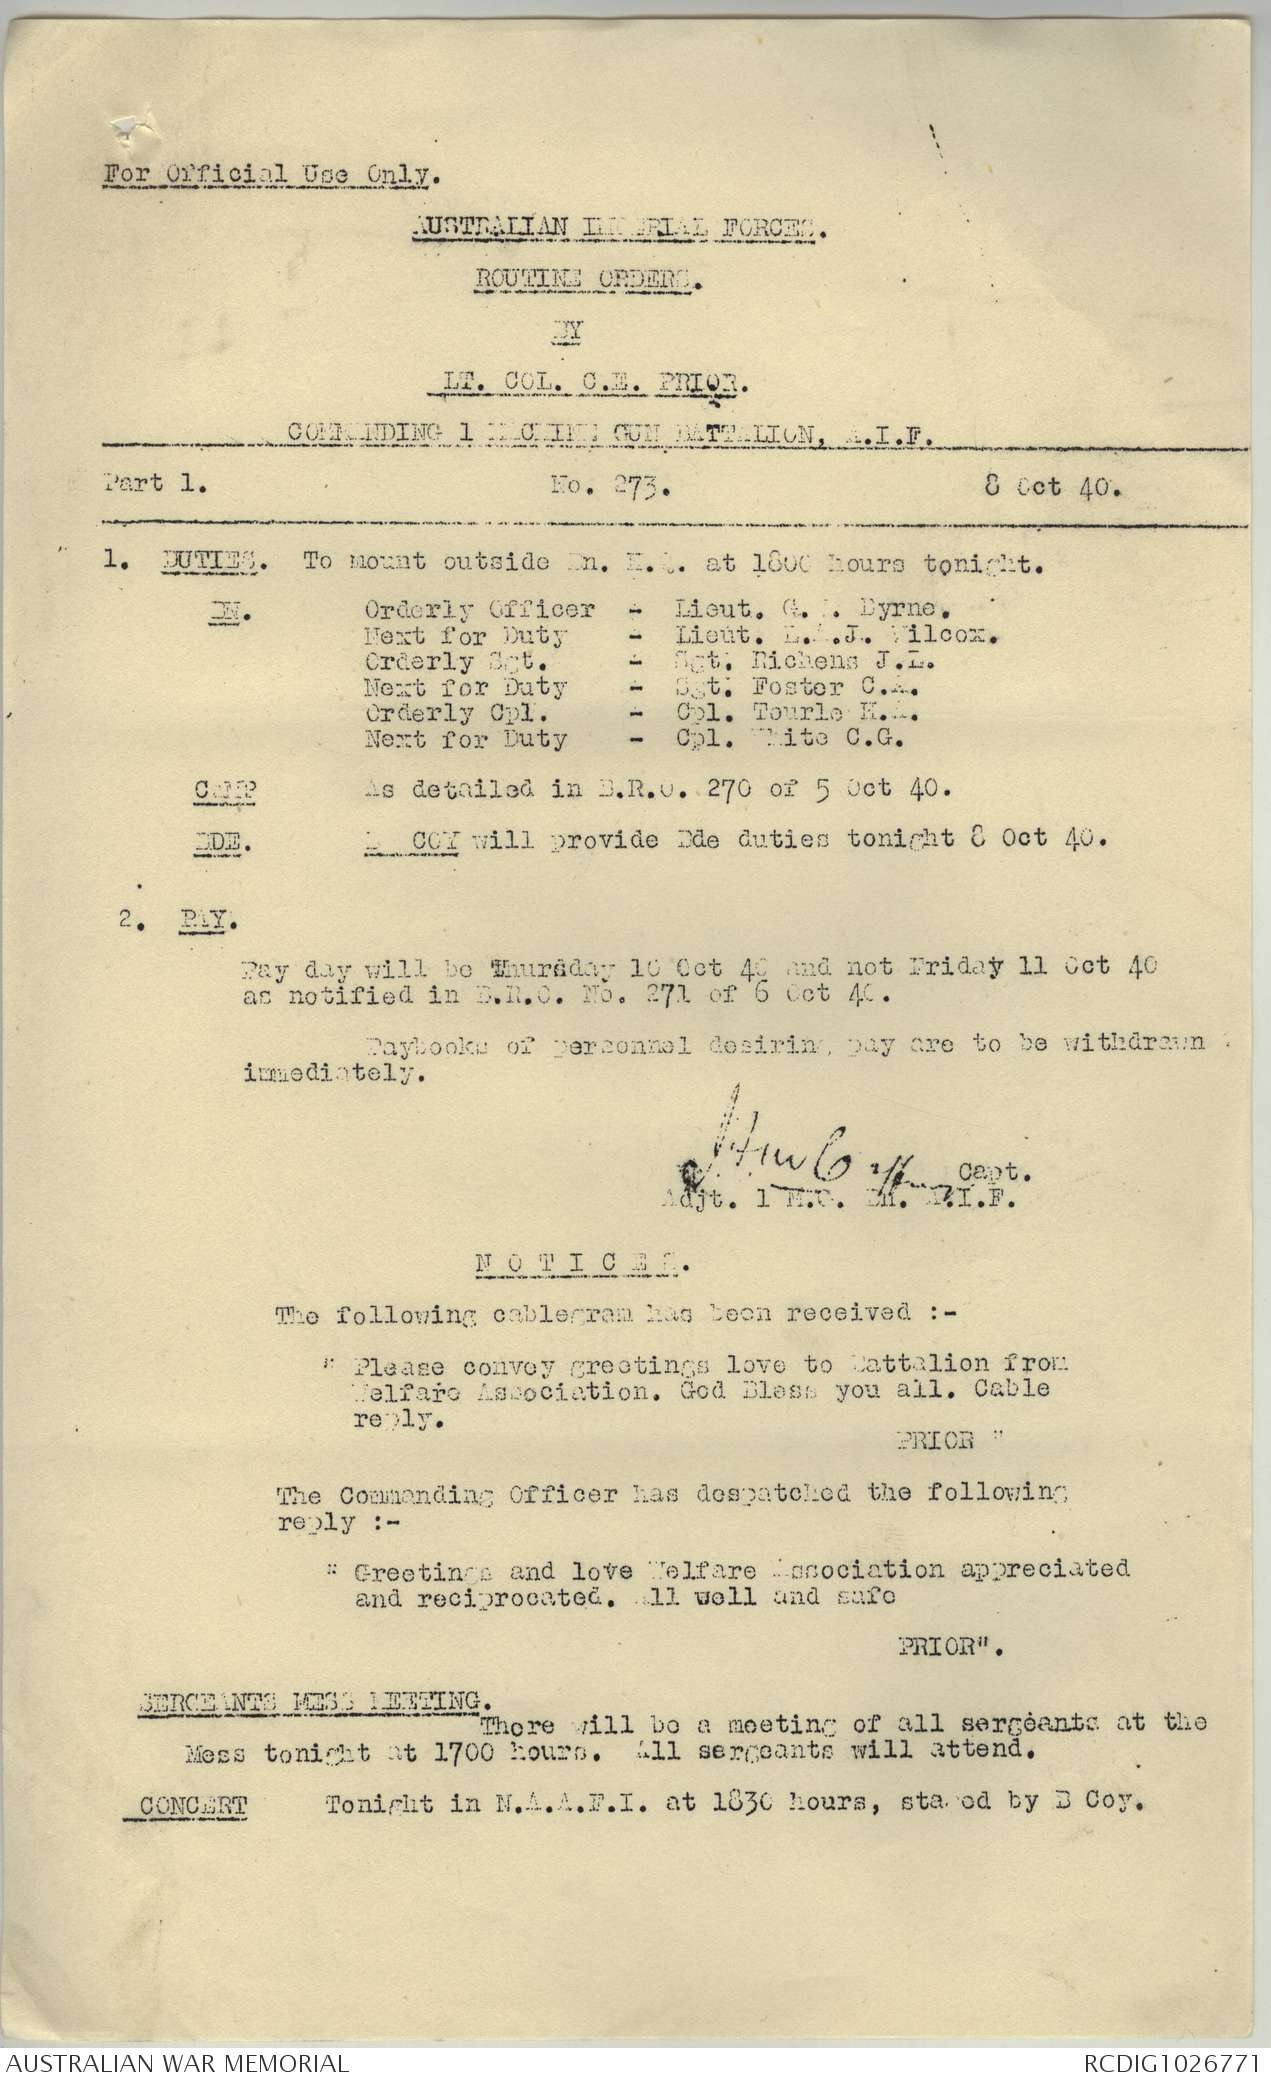 For Official Use Only.
AUSTRALIAN IMPERIAL FORCES.
ROUTINE ORDERS.
BY
LT. COL. C.E. PRIOR.
COMMANDING 1 MACHINE GUN BATTALION, A.I.F.
Part 1. No. 273. 8 Oct 40.
1. DUTIES. To mount outside Bn. H.Q. at 1800 hours tonight.
BN. Orderly Officer - Lieut. G. Byrne.
Next for Duty - Lieut. J. Wilcox.
Orderly Sgt. - Sgt. Richens J.L.
Next for Duty - Sgt. Foster C.A.
Orderly Cpl. - Cpl. Tourle H.A.
Next for Duty - Cpl. White C.G.
CAMP As detailed in B.R.O. 270 of 5 Oct 40.
BDE. COY will provide Bde duties tonight 8 Oct 40.
2. PAY.
Pay day will be Thursday 10 Oct 40 and not Friday 11 Oct 40
as notified in B.R.O. No. 271 of 6 Oct 40.
Paybooks of personnel desiring pay are to be withdrawn
immediately.
Capt.
Adjt. 1 M.G. Bn. A.I.F.
NOTICES.
The following cablegram has been received :-
" Please convey greetings love to Battalion from
Welfare Association. God Bless you all. Cable
reply.
PRIOR "
The Commanding Officer has despatched the following
reply :-
" Greetings and love Welfare Association appreciated
and reciprocated. All well and safe
PRIOR".
SERGEANTS MESS MEETING.
There will be a meeting of all sergeants at the
Mess tonight at 1700 hours. All sergeants will attend.
CONCERT Tonight in N.A.A.F.I. at 1830 hours, staged by B Coy.
AUSTRALIAN WAR MEMORIAL RCDIG1026771